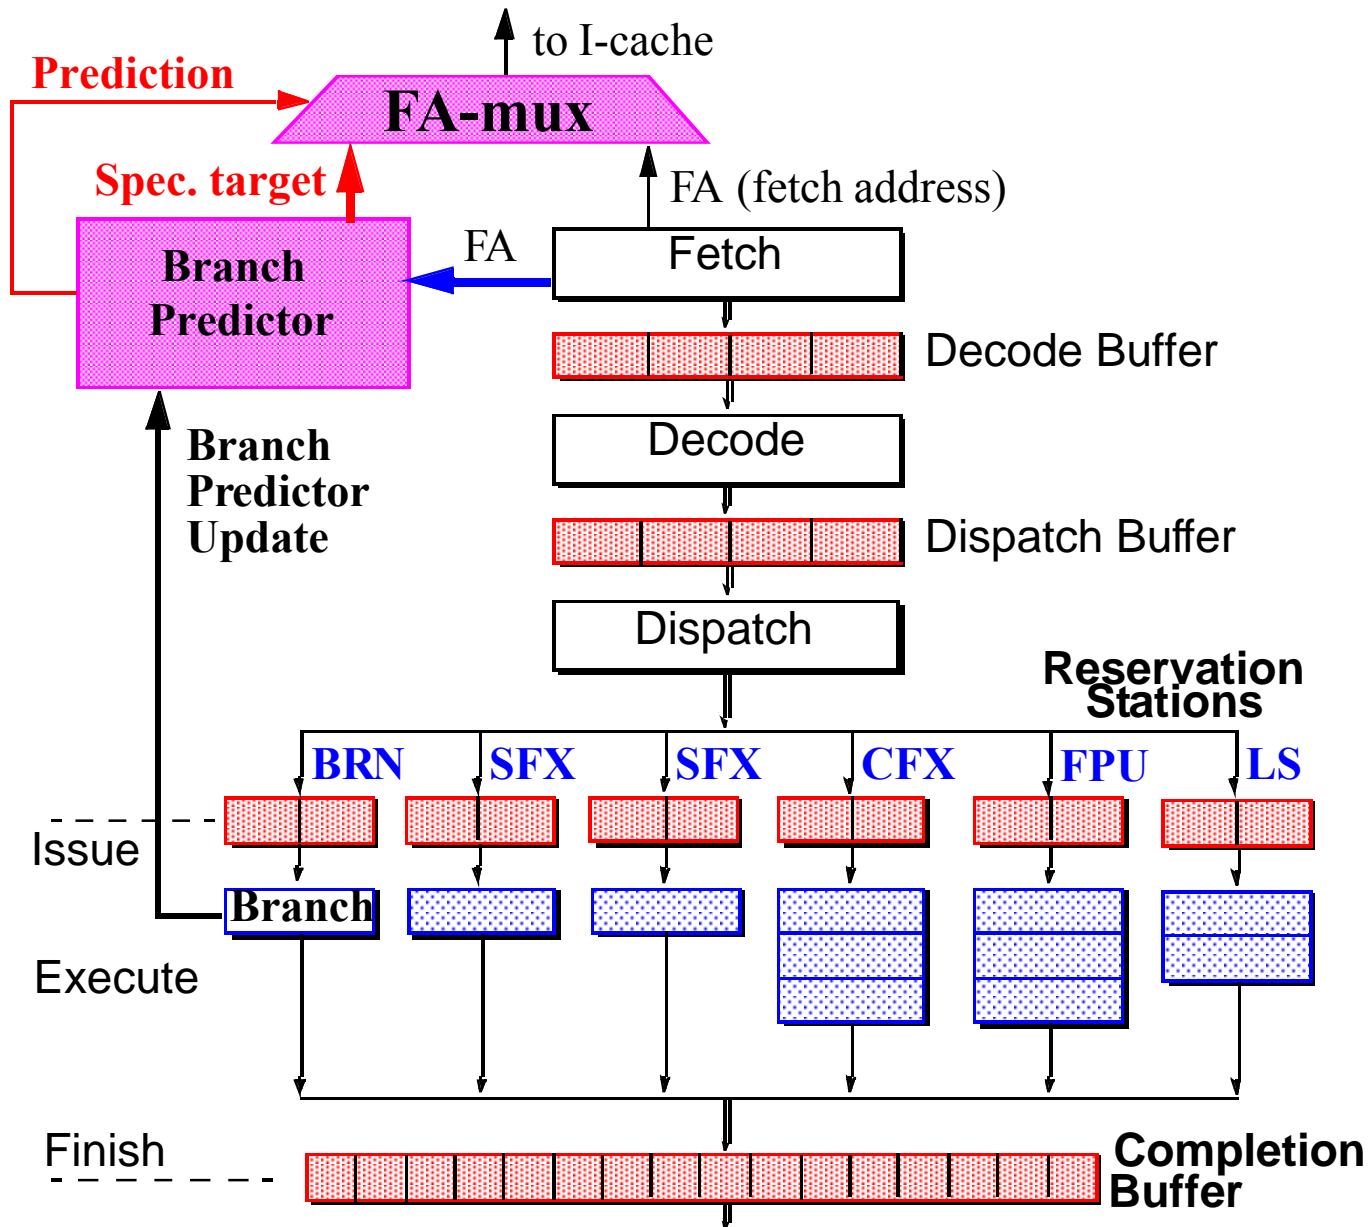 to I-cache
Prediction
FA-mux
Spec. target
FA (fetch address)
FA
Fetch
Branch
Predictor
Decode Buffer
Decode
Branch
Predictor
Update
Dispatch Buffer
Dispatch
Reservation
Stations
BRN
SFX
SFX
CFX
FPU
LS
Issue
Branch
Execute
Finish
Completion
Buffer